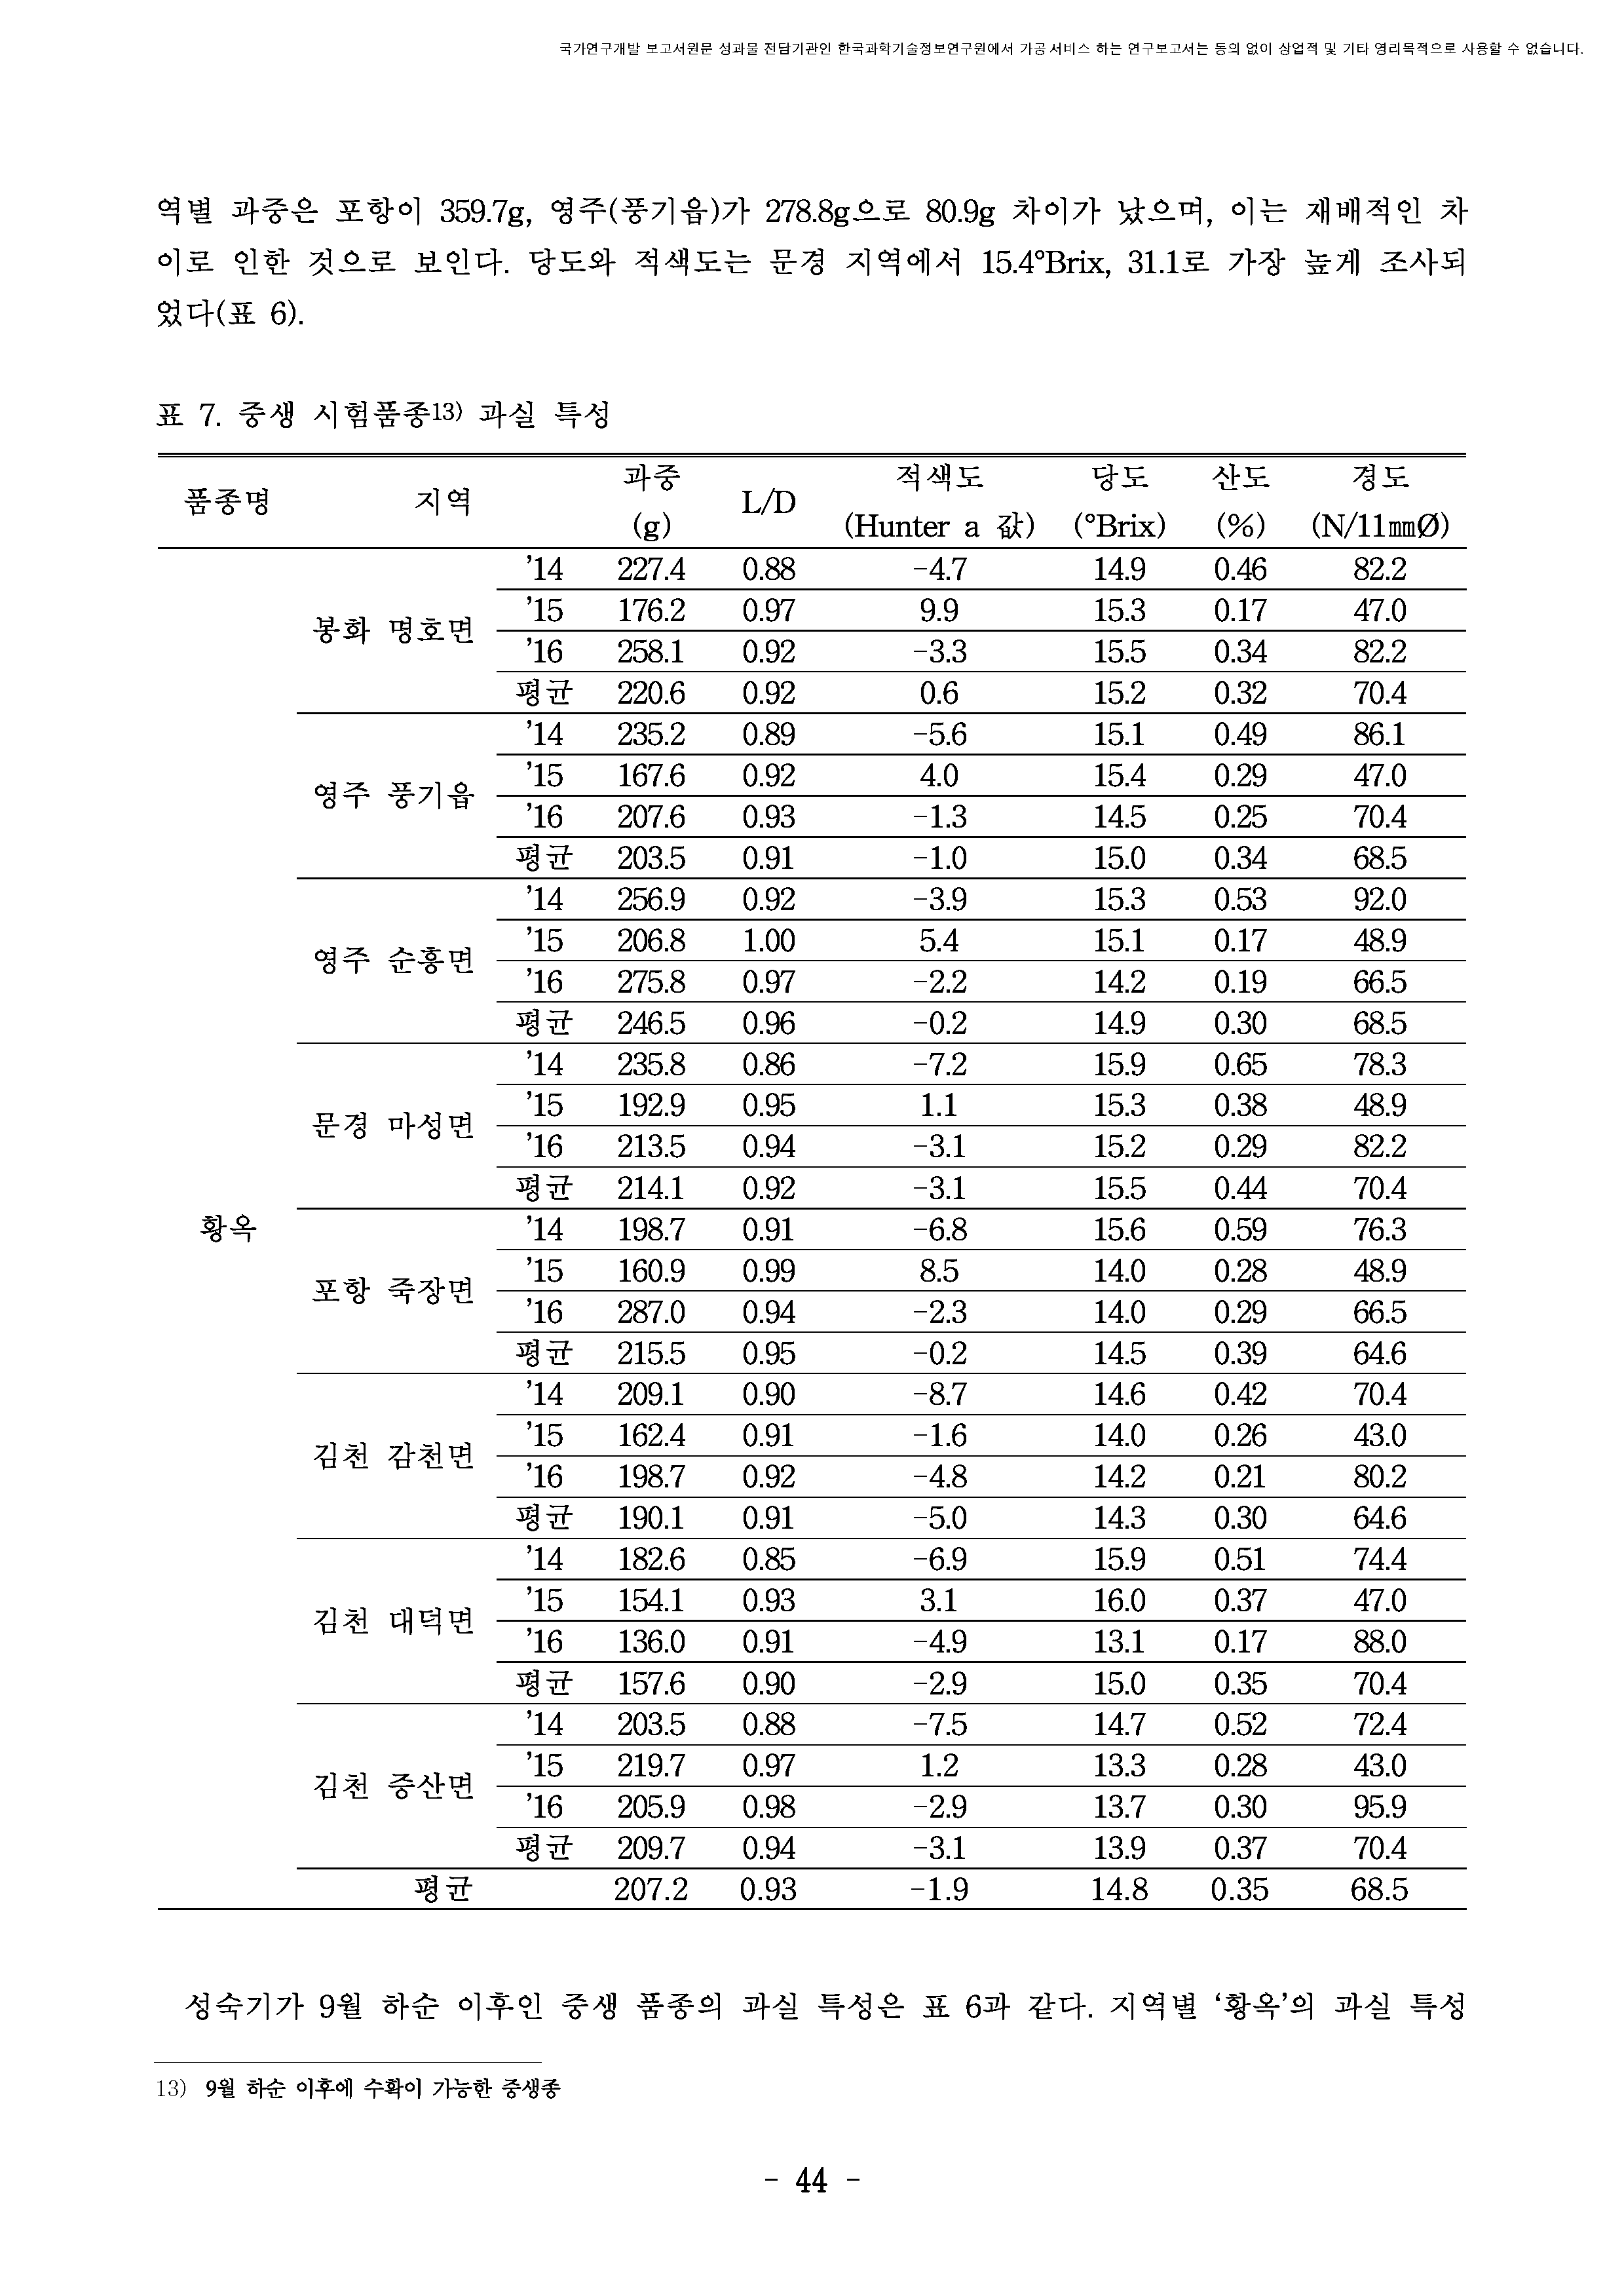 국가연구개발 보고서원문 성과물 전담기관인 한국과학기술정보연구원에서 가공·서비스 하는 연구보고서는 동의 없이 상업적 및 기타 영리목적으로 사용할 수 없습니다.
역별 과중은 포항이 359.7g, 영주(풍기읍)가 278.8g으로 80.9g 차이가 났으며, 이는 재배적인 차
이로 인한 것으로 보인다. 당도와 적색도는 문경 지역에서 15.4°Brix, 31.1로 가장 높게 조사되
었다(표 6).
표 7. 중생 시험품종13) 과실 특성
품종명 지역 과중 (g) L/D 적색도 (Hunter a 값) 당도 (°Brix) 산도 (%) 경도 (N/11㎜Ø)
황옥
봉화 명호면
'14 227.4 0.88 -4.7 14.9 0.46 82.2
'15 176.2 0.97 9.9 15.3 0.17 47.0
'16 258.1 0.92 -3.3 15.5 0.34 82.2
평균 220.6 0.92 0.6 15.2 0.32 70.4
영주 풍기읍
'14 235.2 0.89 -5.6 15.1 0.49 86.1
'15 167.6 0.92 4.0 15.4 0.29 47.0
'16 207.6 0.93 -1.3 14.5 0.25 70.4
평균 203.5 0.91 -1.0 15.0 0.34 68.5
영주 순흥면
'14 256.9 0.92 -3.9 15.3 0.53 92.0
'15 206.8 1.00 5.4 15.1 0.17 48.9
'16 275.8 0.97 -2.2 14.2 0.19 66.5
평균 246.5 0.96 -0.2 14.9 0.30 68.5
문경 마성면
'14 235.8 0.86 -7.2 15.9 0.65 78.3
'15 192.9 0.95 1.1 15.3 0.38 48.9
'16 213.5 0.94 -3.1 15.2 0.29 82.2
평균 214.1 0.92 -3.1 15.5 0.44 70.4
포항 죽장면
'14 198.7 0.91 -6.8 15.6 0.59 76.3
'15 160.9 0.99 8.5 14.0 0.28 48.9
'16 287.0 0.94 -2.3 14.0 0.29 66.5
평균 215.5 0.95 -0.2 14.5 0.39 64.6
김천 감천면
'14 209.1 0.90 -8.7 14.6 0.42 70.4
'15 162.4 0.91 -1.6 14.0 0.26 43.0
'16 198.7 0.92 -4.8 14.2 0.21 80.2
평균 190.1 0.91 -5.0 14.3 0.30 64.6
김천 대덕면
'14 182.6 0.85 -6.9 15.9 0.51 74.4
'15 154.1 0.93 3.1 16.0 0.37 47.0
'16 136.0 0.91 -4.9 13.1 0.17 88.0
평균 157.6 0.90 -2.9 15.0 0.35 70.4
김천 증산면
'14 203.5 0.88 -7.5 14.7 0.52 72.4
'15 219.7 0.97 1.2 13.3 0.28 43.0
'16 205.9 0.98 -2.9 13.7 0.30 95.9
평균 209.7 0.94 -3.1 13.9 0.37 70.4
평균 207.2 0.93 -1.9 14.8 0.35 68.5
성숙기가 9월 하순 이후인 중생 품종의 과실 특성은 표 6과 같다. 지역별 ‘황옥’의 과실 특성
13) 9월 하순 이후에 수확이 가능한 중생종
- 44 -